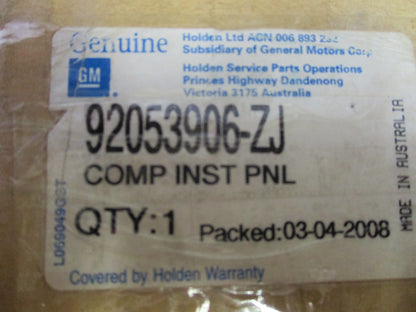 Genuine
GM
Holden Ltd ACN 006 893 232
Subsidiary of General Motors Corp
Holden Service Parts Operations
Princes Highway Dandenong
Victoria 3175 Australia
92053906-ZJ
COMP INST PNL
QTY:1 Packed:03-04-2008
Covered by Holden Warranty
MADE IN AUSTRALIA